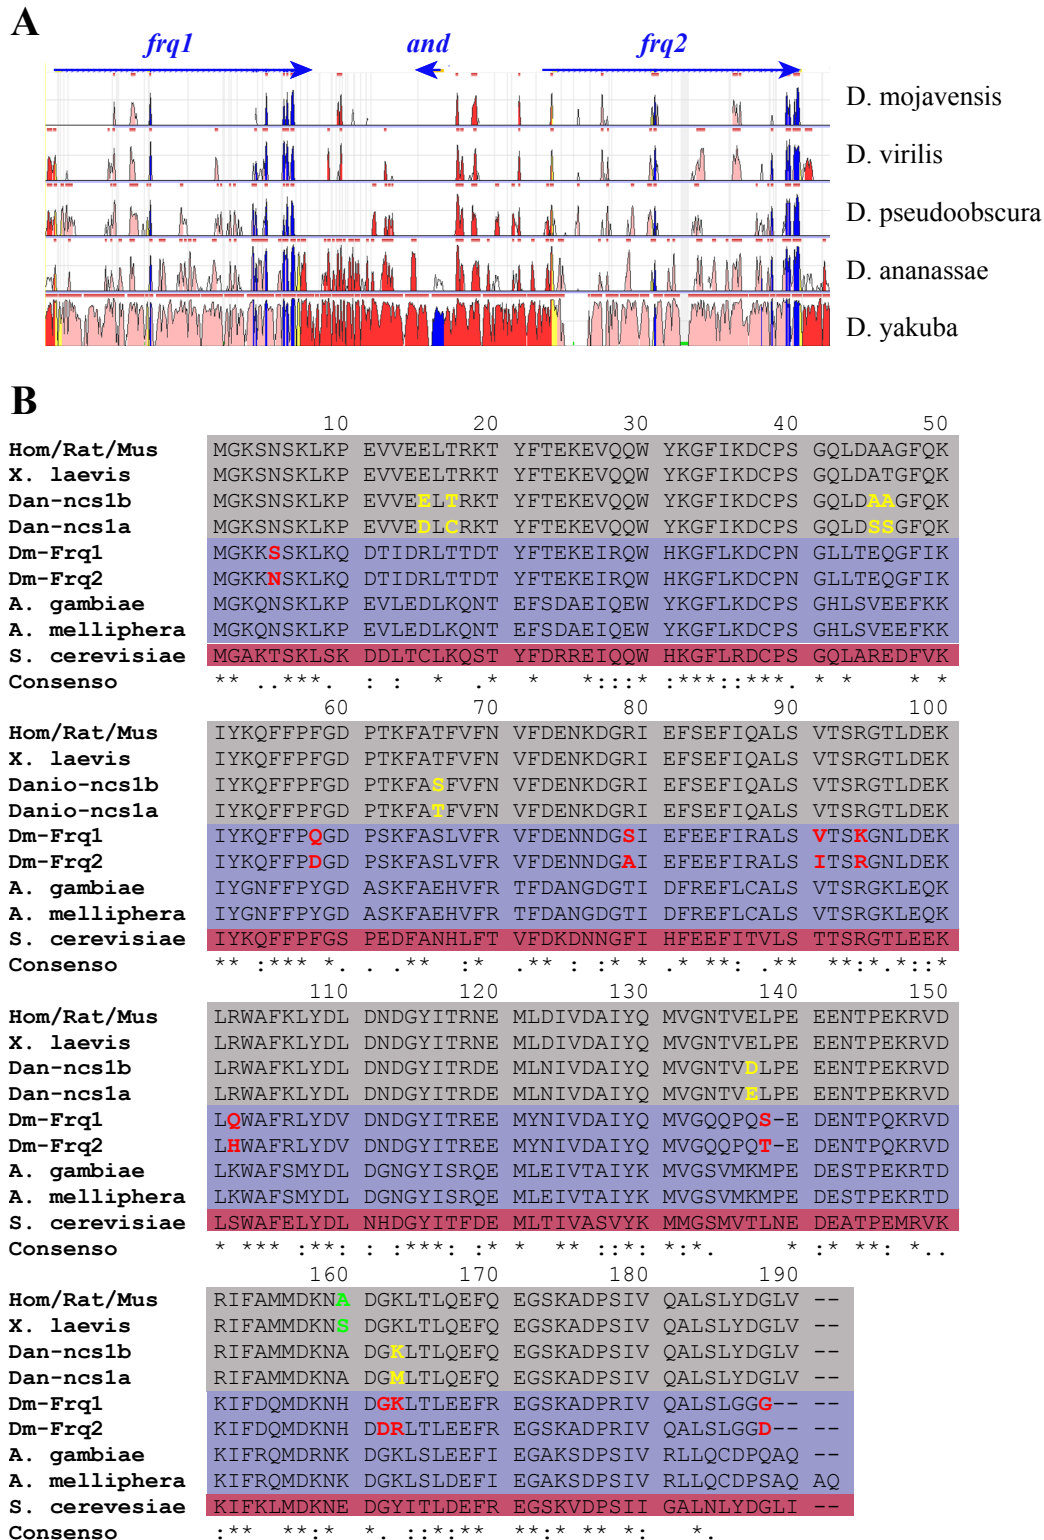 A
frq1 and frq2
D. mojavensis
D. virilis
D. pseudoobscura
D. ananassae
D. yakuba
B
10 20 30 40 50
Hom/Rat/Mus MGKSNSKLKP EVVEELTRKT YFTEKEVQQW YKGFIKDCPS GQLDAAGFQK
X. laevis MGKSNSKLKP EVVEELTRKT YFTEKEVQQW YKGFIKDCPS GQLDATGFQK
Dan-ncs1b MGKSNSKLKP EVVEELTRKT YFTEKEVQQW YKGFIKDCPS GQLDAAGFQK
Dan-ncs1a MGKSNSKLKP EVVEDLCRKT YFTEKEVQQW YKGFIKDCPS GQLDSSGFQK
Dm-Frq1 MGKKSSKLKQ DTIDRLTTDT YFTEKEIRQW HKGFLKDCPN GLLTEQGFIK
Dm-Frq2 MGKKNSKLKQ DTIDRLTTDT YFTEKEIRQW HKGFLKDCPN GLLTEQGFIK
A. gambiae MGKQNSKLKP EVLEDLKQNT EFSDAEIQEW YKGFLKDCPS GHLSVEEFKK
A. melliphera MGKQNSKLKP EVLEDLKQNT EFSDAEIQEW YKGFLKDCPS GHLSVEEFKK
S. cerevisiae MGAKTSKLSK DDLTCLKQST YFDRREIQQW HKGFLRDCPS GQLAREDFVK
Consenso ** ..***. : : * .* * *:::* :***::***. * * * *
60 70 80 90 100
Hom/Rat/Mus IYKQFFPFGD PTKFATFVFN VFDENKDGRI EFSEFIQALS VTSRGTLDEK
X. laevis IYKQFFPFGD PTKFATFVFN VFDENKDGRI EFSEFIQALS VTSRGTLDEK
Danio-ncs1b IYKQFFPFGD PTKFASFVFN VFDENKDGRI EFSEFIQALS VTSRGTLDEK
Danio-ncs1a IYKQFFPFGD PTKFATFVFN VFDENKDGRI EFSEFIQALS VTSRGTLDEK
Dm-Frq1 IYKQFFPQGD PSKFASLVFR VFDENNDGSI EFEEFIRALS VTSKGNLDEK
Dm-Frq2 IYKQFFPDGD PSKFASLVFR VFDENNDGAI EFEEFIRALS ITSRGNLDEK
A. gambiae IYGNFFPYGD ASKFAEHVFR TFDANGDGTI DFREFLCALS VTSRGKLEQK
A. melliphera IYGNFFPYGD ASKFAEHVFR TFDANGDGTI DFREFLCALS VTSRGKLEQK
S. cerevisiae IYKQFFPFGS PEDFANHLFT VFDKDNNGFI HFEEFITVLS TTSRGTLEEK
Consenso ** :*** *. . .** :* .** : :* * .* **: .** **:*.*::*
110 120 130 140 150
Hom/Rat/Mus LRWAFKLYDL DNDGYITRNE MLDIVDAIYQ MVGNTVELPE EENTPEKRVD
X. laevis LRWAFKLYDL DNDGYITRNE MLDIVDAIYQ MVGNTVELPE EENTPEKRVD
Dan-ncs1b LRWAFKLYDL DNDGYITRDE MLNIVDAIYQ MVGNTVDLPE EENTPEKRVD
Dan-ncs1a LRWAFKLYDL DNDGYITRDE MLNIVDAIYQ MVGNTVELPE EENTPEKRVD
Dm-Frq1 LQWAFRLYDV DNDGYITREE MYNIVDAIYQ MVGQQPQS-E DENTPQKRVD
Dm-Frq2 LHWAFRLYDV DNDGYITREE MYNIVDAIYQ MVGQQPQT-E DENTPQKRVD
A. gambiae LKWAFSMYDL DGNGYISRQE MLEIVTAIYK MVGSVMKMPE DESTPEKRTD
A. melliphera LKWAFSMYDL DGNGYISRQE MLEIVTAIYK MVGSVMKMPE DESTPEKRTD
S. cerevisiae LSWAFELYDL NHDGYITFDE MLTIVASVYK MMGSMVTLNE DEATPEMRVK
Consenso * *** :**: : :***: * * ** ::*: *:*. * :* **: *..
160 170 180 190
Hom/Rat/Mus RIFAMMDKNA DGKLTLQEFQ EGSKADPSIV QALSLYDGLV --
X. laevis RIFAMMDKNS DGKLTLQEFQ EGSKADPSIV QALSLYDGLV --
Dan-ncs1b RIFAMMDKNA DGKLTLQEFQ EGSKADPSIV QALSLYDGLV --
Dan-ncs1a RIFAMMDKNA DGMLTLQEFQ EGSKADPSIV QALSLYDGLV --
Dm-Frq1 KIFDQMDKNH DGKLTLEEFR EGSKADPRIV QALSLGGG-- --
Dm-Frq2 KIFDQMDKNH DDRLTLEEFR EGSKADPRIV QALSLGGD-- --
A. gambiae KIFRQMDRNK DGKLSLEEFI EGAKSDPSIV RLLQCDPQAQ --
A. melliphera KIFRQMDRNK DGKLSLDEFI EGAKSDPSIV RLLQCDPSAQ AQ
S. cerevesiae KIFKLMDKNE DGYITLDEFR EGSKVDPSII GALNLYDGLI --
Consenso :** **:* *. ::*:** **:* ** *: *.